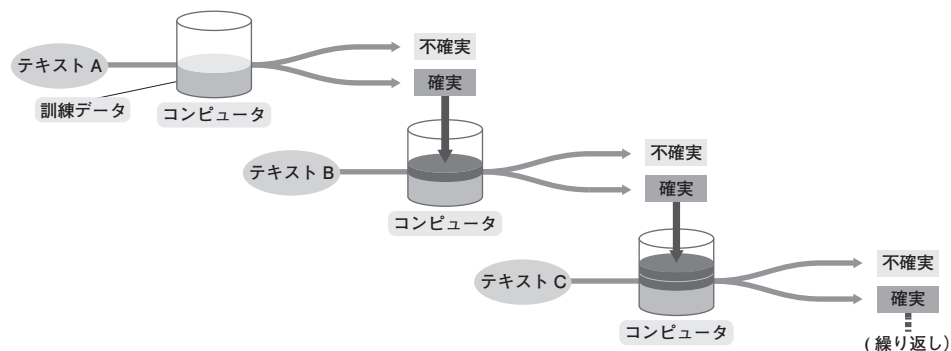 テキスト A
訓練データ
コンピュータ
不確実
確実
テキスト B
コンピュータ
不確実
確実
テキスト C
コンピュータ
不確実
確実
( 繰り返し)